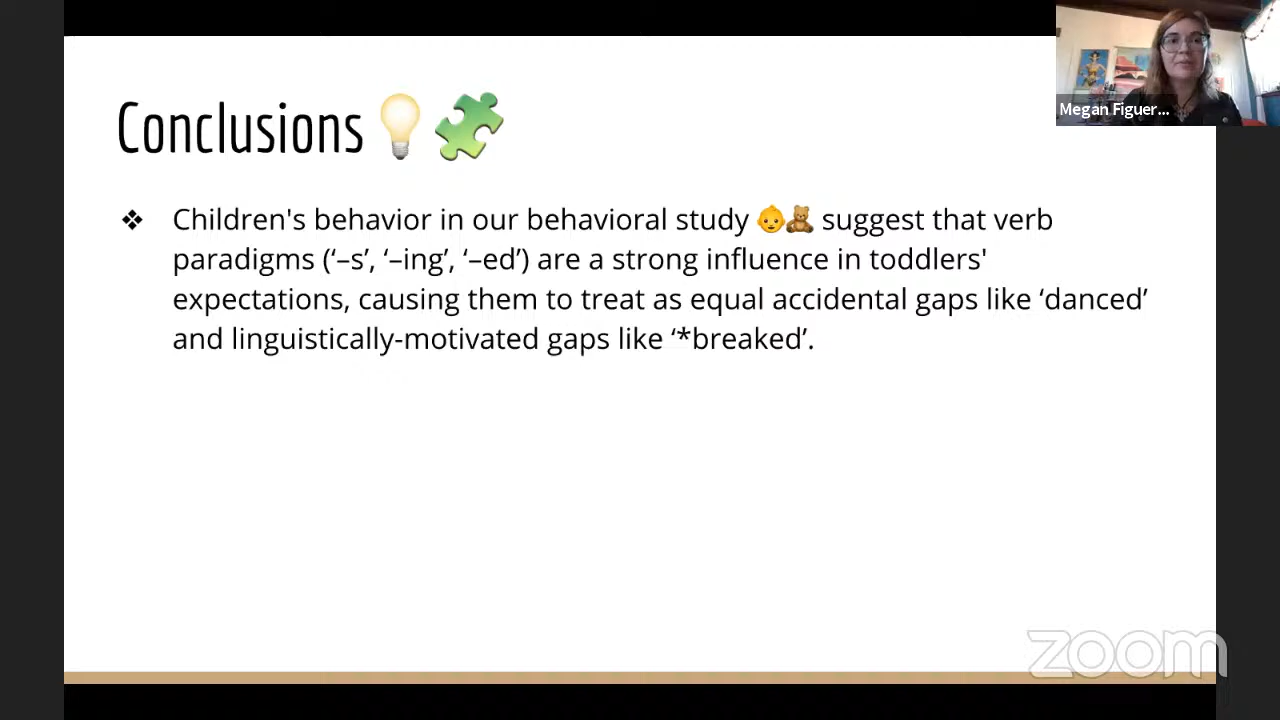 Megan Figuer...
Conclusions
❖ Children's behavior in our behavioral study 👶🧸 suggest that verb
paradigms (‘–s’, ‘–ing’, ‘–ed’) are a strong influence in toddlers'
expectations, causing them to treat as equal accidental gaps like ‘danced’
and linguistically-motivated gaps like ‘*breaked’.
zoom